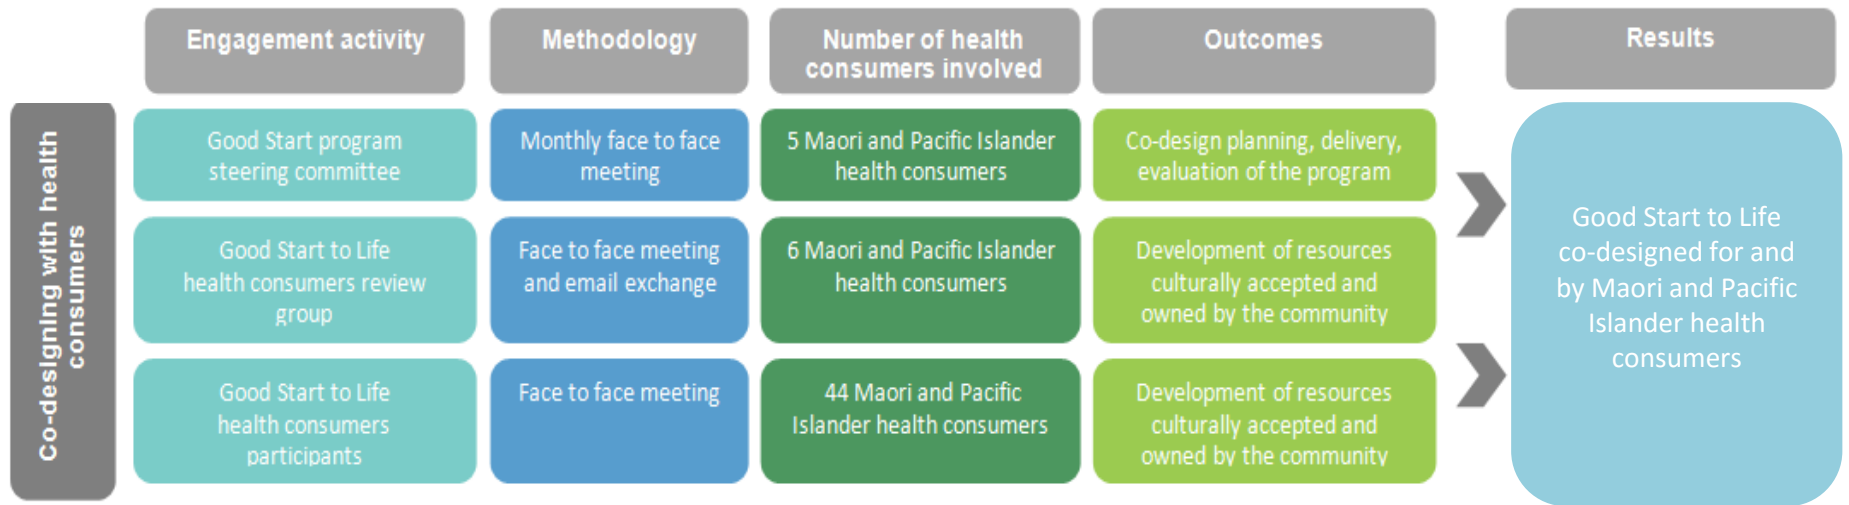 Engagement activity
Methodology
Number of health
consumers involved
Outcomes
Results
Co-designing with health
consumers
Good Start program
steering committee
Monthly face to face
meeting
5 Maori and Pacific Islander
health consumers
Co-design planning, delivery,
evaluation of the program
Good Start to Life
health consumers review
group
Face to face meeting
and email exchange
6 Maori and Pacific Islander
health consumers
Development of resources
culturally accepted and
owned by the community
Good Start to Life
health consumers
participants
Face to face meeting
44 Maori and Pacific
Islander health consumers
Development of resources
culturally accepted and
owned by the community
Good Start to Life
co-designed for and
by Maori and Pacific
Islander health
consumers